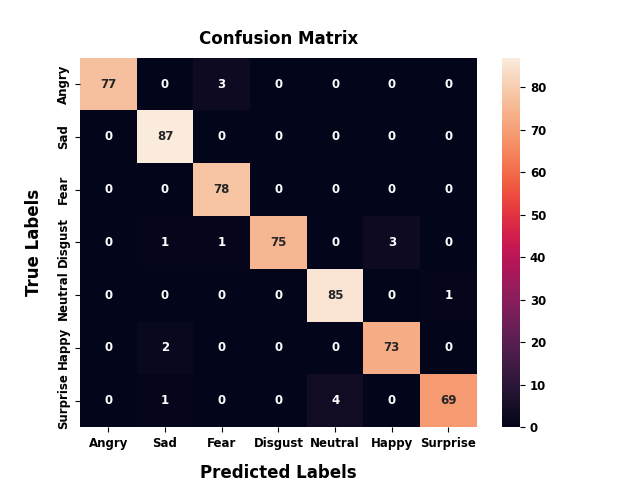 Confusion Matrix
True Labels
Angry 77 0 3 0 0 0 0
Sad 0 87 0 0 0 0 0
Fear 0 0 78 0 0 0 0
Disgust 0 1 1 75 0 3 0
Neutral 0 0 0 0 85 0 1
Happy 0 2 0 0 0 73 0
Surprise 0 1 0 0 4 0 69
Angry Sad Fear Disgust Neutral Happy Surprise
Predicted Labels
80
70
60
50
40
30
20
10
0